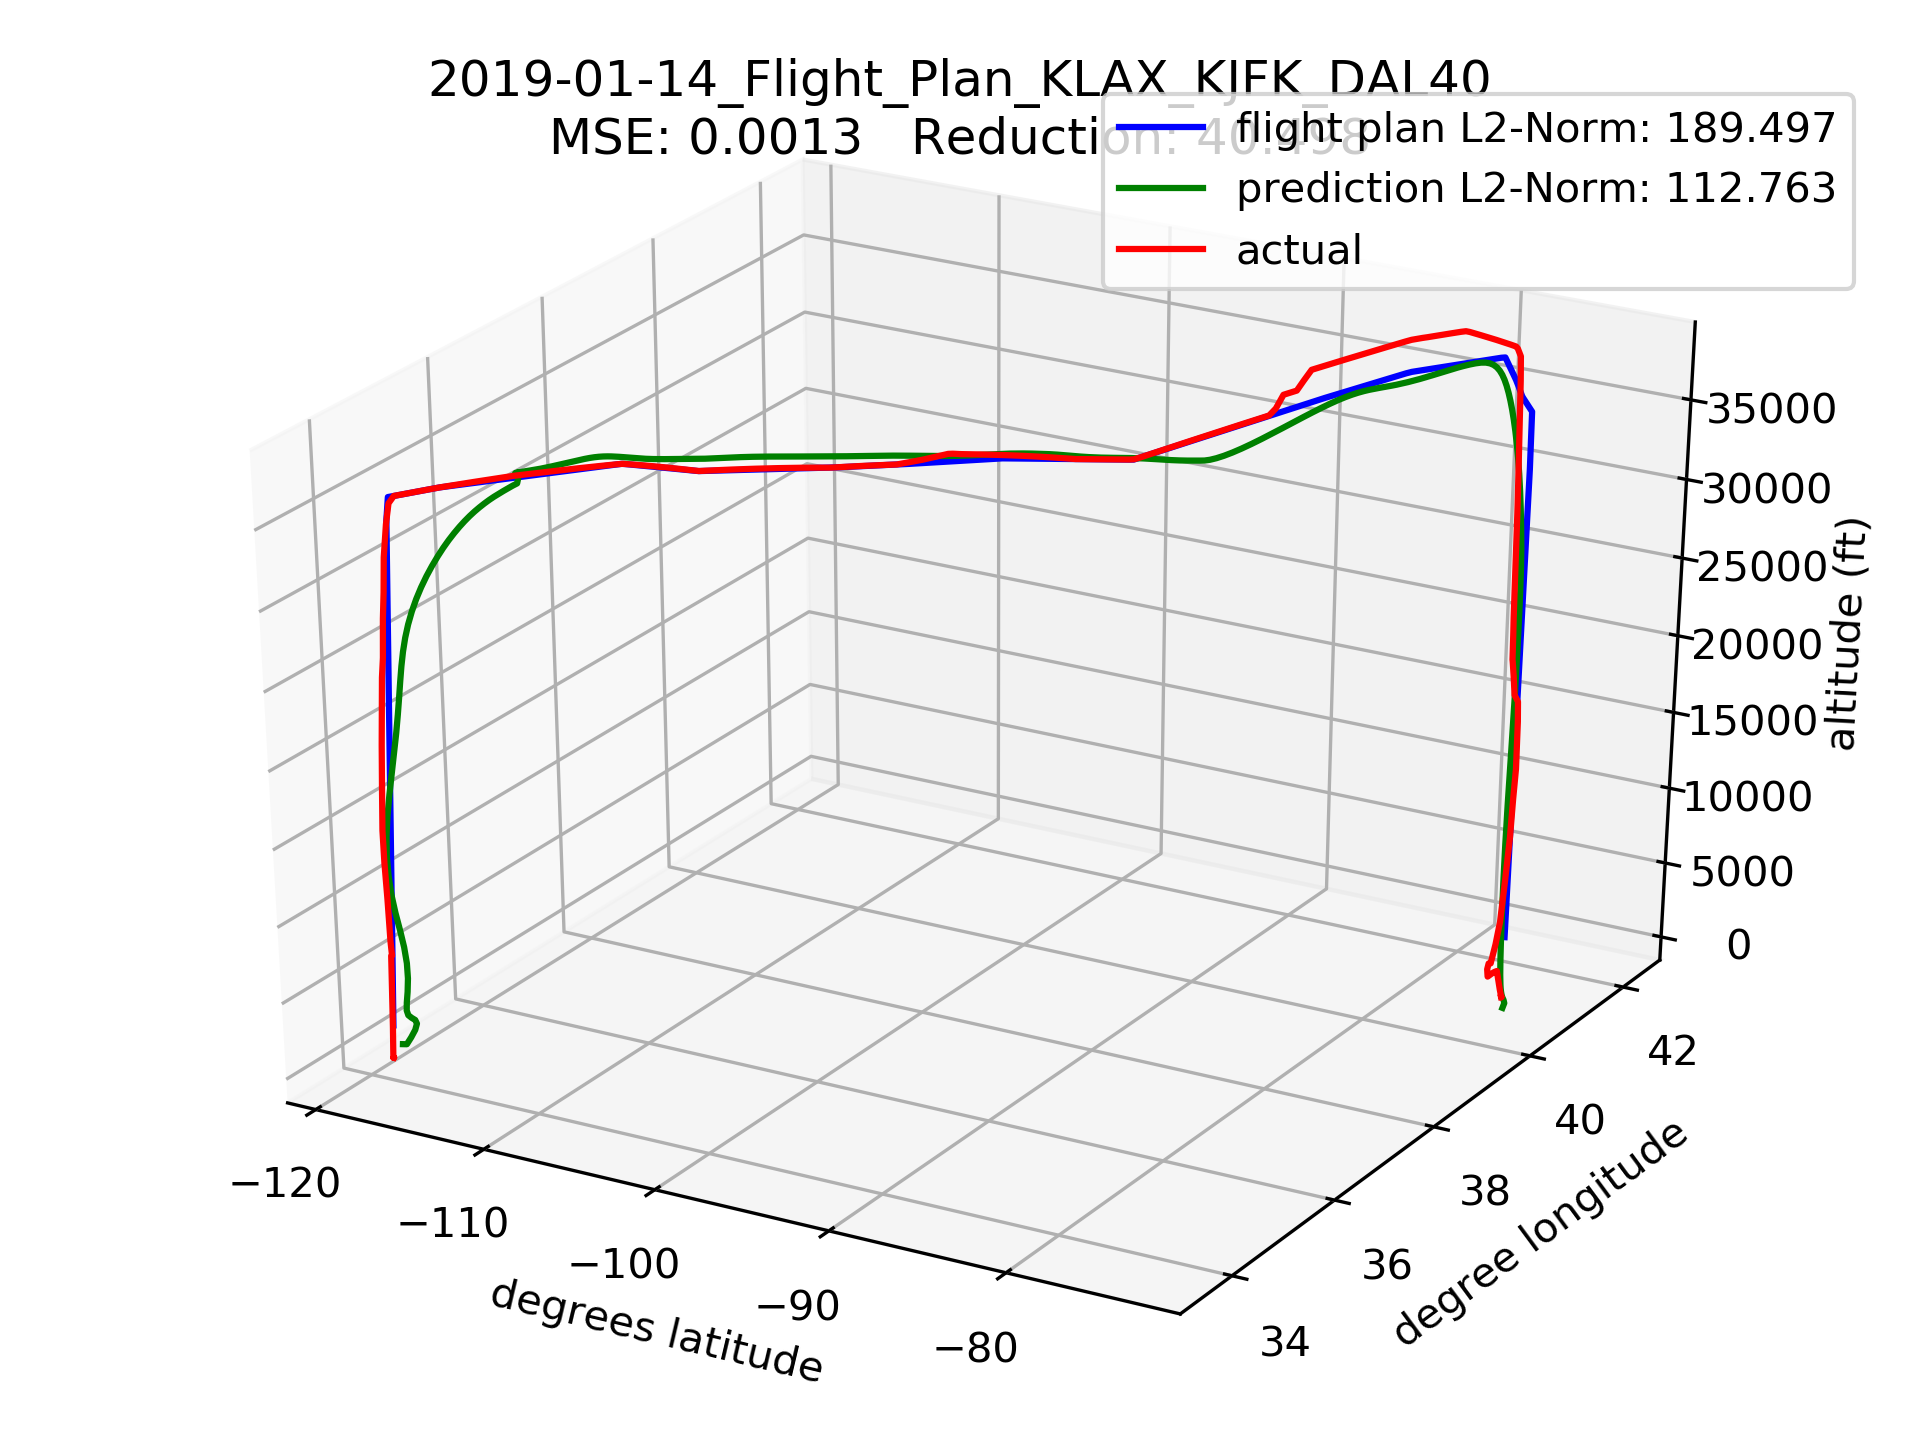 2019-01-14_Flight_Plan_KLAX_KJFK_DAL40
MSE: 0.0013   Reduction: 40.498
flight plan L2-Norm: 189.497
prediction L2-Norm: 112.763
actual
35000
30000
25000
20000
15000
10000
5000
0
altitude (ft)
42
40
38
36
34
degree longitude
−120
−110
−100
−90
−80
degrees latitude